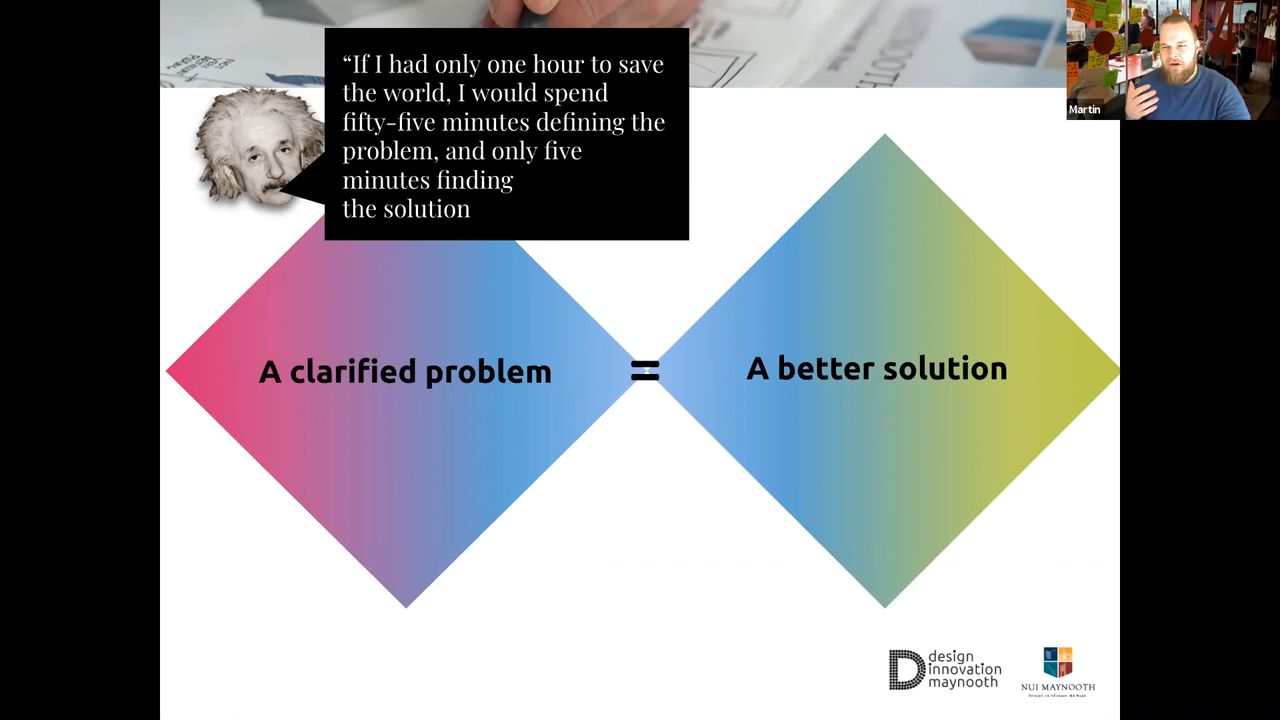 “If I had only one hour to save
the world, I would spend
fifty-five minutes defining the
problem, and only five
minutes finding
the solution
Martin
A clarified problem
=
A better solution
design
innovation
maynooth
NUI MAYNOOTH